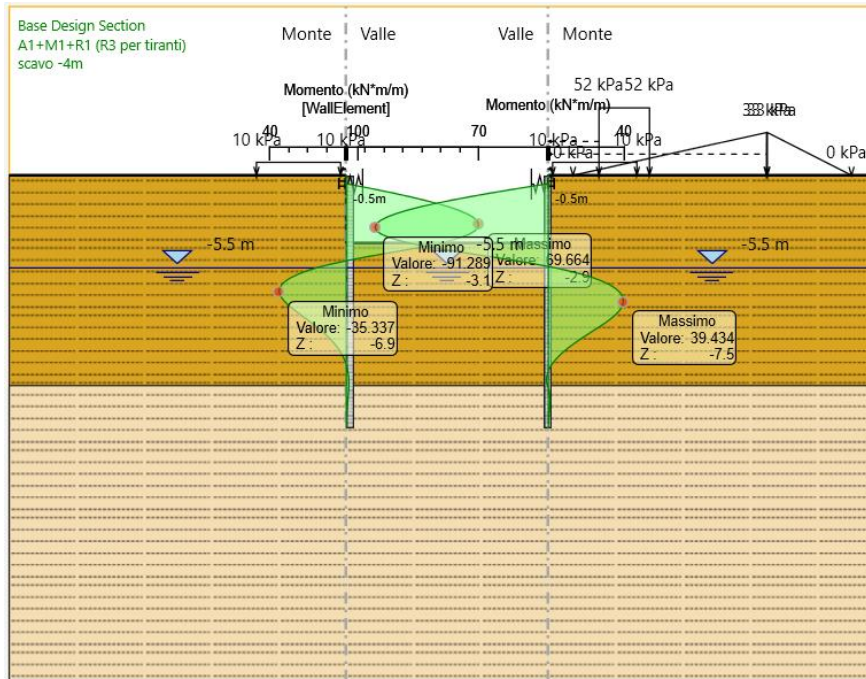 Base Design Section
A1+M1+R1 (R3 per tiranti)
scavo -4m
Monte Valle Valle Monte
52 kPa 52 kPa
Momento (kN*m/m)
[WallElement]
Momento (kN*m/m)
40 100 70 40
10 kPa 10 kPa 10 kPa 10 kPa 0 kPa
0 kPa
-0.5m -0.5m
-5.5 m -5.5 m -5.5 m
Minimo
Valore: -91.289
Z : -3.1
Massimo
Valore: 69.664
Z : -2.9
Minimo
Valore: -35.337
Z : -6.9
Massimo
Valore: 39.434
Z : -7.5